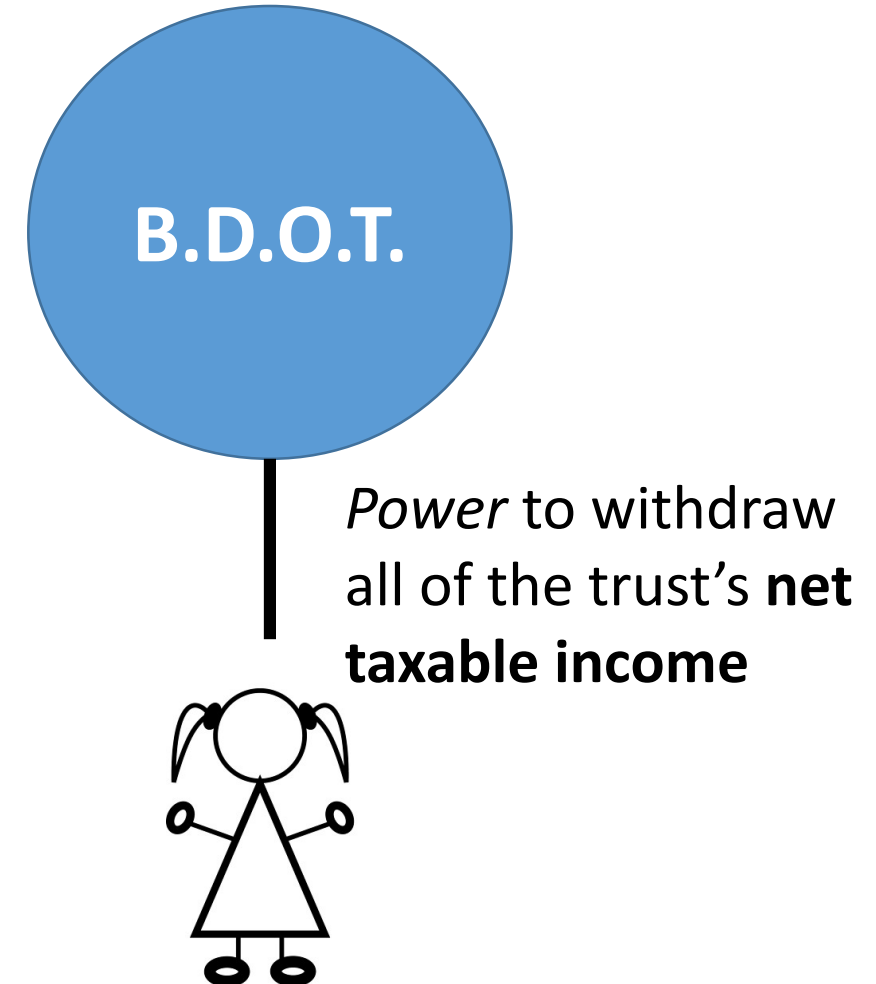 B.D.O.T.
Power to withdraw
all of the trust’s net
taxable income